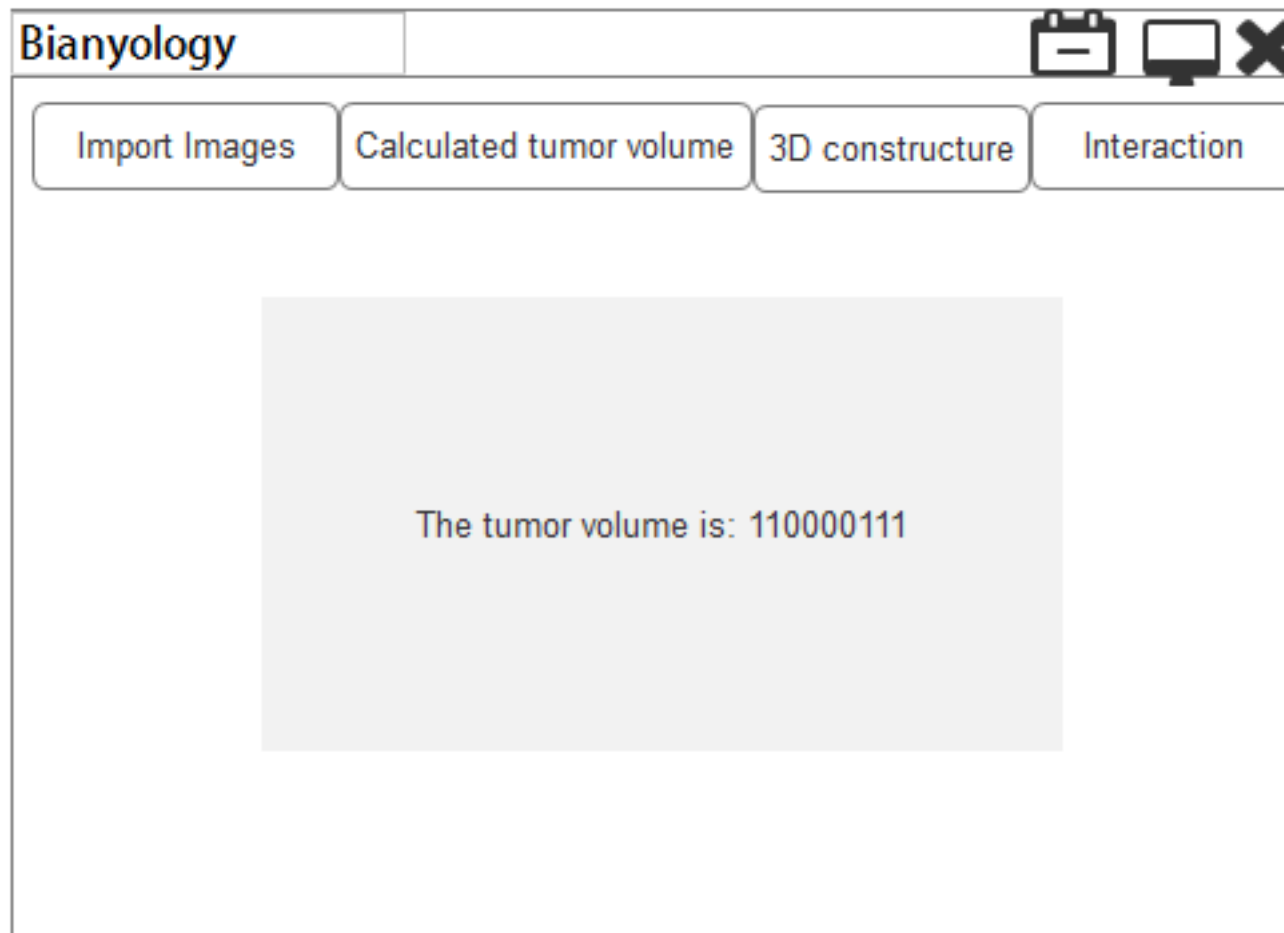 Bianyology
Import Images
Calculated tumor volume
3D constructure
Interaction
The tumor volume is: 110000111